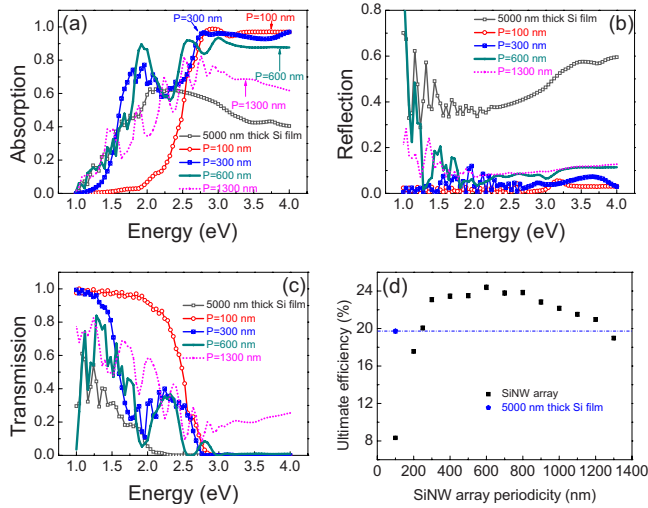 (a)
P=300 nm
P=100 nm
P=600 nm
P=1300 nm
5000 nm thick Si film
P=100 nm
P=300 nm
P=600 nm
P=1300 nm
Absorption
1.0
0.8
0.6
0.4
0.2
0.0
1.0 1.5 2.0 2.5 3.0 3.5 4.0
Energy (eV)
(b)
5000 nm thick Si film
P=100 nm
P=300 nm
P=600 nm
P=1300 nm
Reflection
0.8
0.6
0.4
0.2
0.0
1.0 1.5 2.0 2.5 3.0 3.5 4.0
Energy (eV)
(c)
5000 nm thick Si film
P=100 nm
P=300 nm
P=600 nm
P=1300 nm
Transmission
1.0
0.8
0.6
0.4
0.2
0.0
1.0 1.5 2.0 2.5 3.0 3.5 4.0
Energy (eV)
(d)
SiNW array
5000 nm thick Si film
Ultimate efficiency (%)
24
20
16
12
8
0 200 400 600 800 1000 1200 1400
SiNW array periodicity (nm)